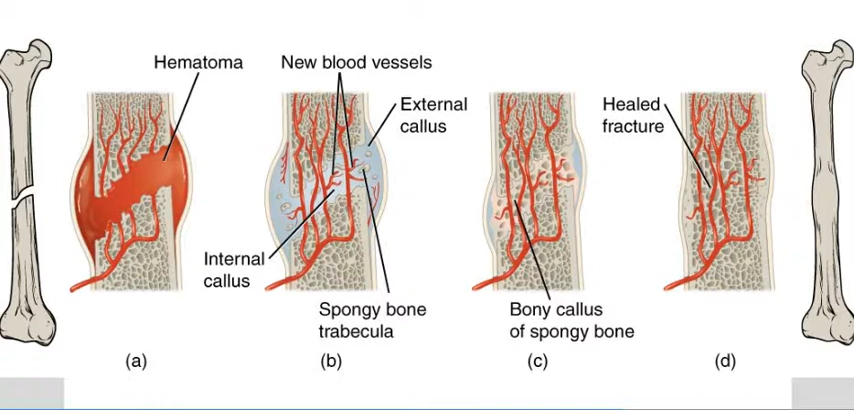 Hematoma
New blood vessels
External
callus
Healed
fracture
Internal
callus
Spongy bone
trabecula
Bony callus
of spongy bone
(a)
(b)
(c)
(d)